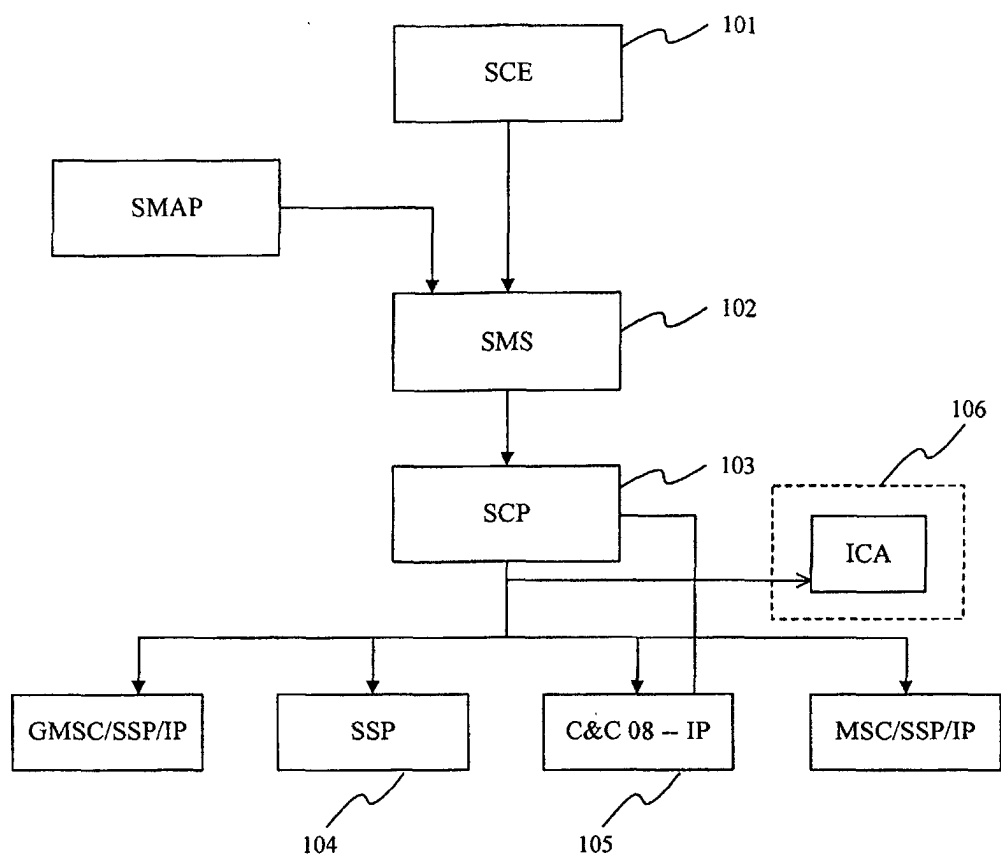 101
SCE
SMAP
102
SMS
106
103
SCP
ICA
GMSC/SSP/IP
SSP
C&C 08 -- IP
MSC/SSP/IP
104
105